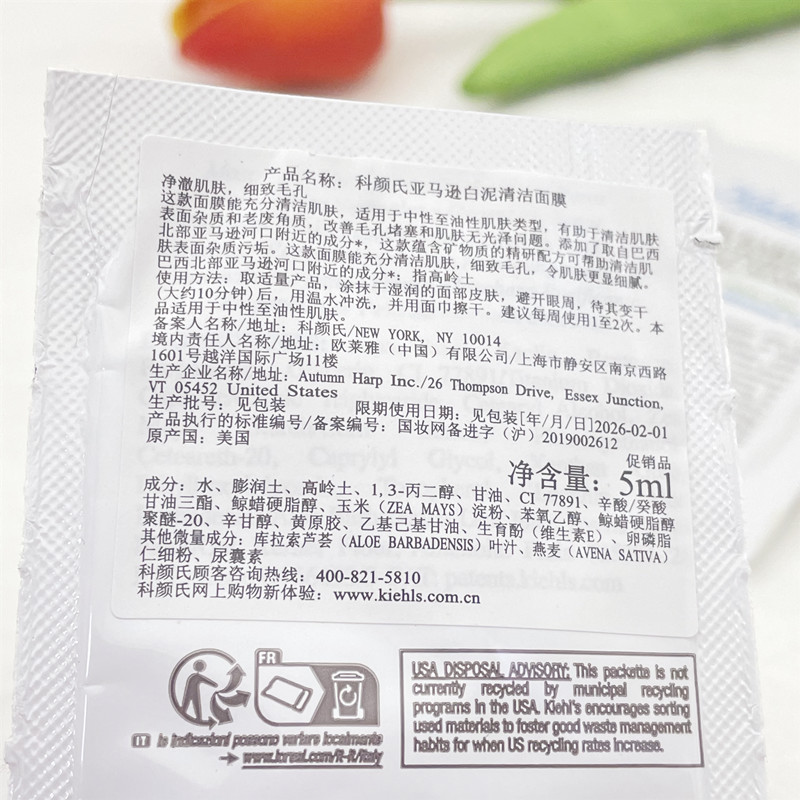 产品名称：科颜氏亚马逊白泥清洁面膜
净澈肌肤，细致毛孔
这款面膜能充分清洁肌肤，适用于中性至油性肌肤类型，有助于清洁肌肤
表面杂质和老废角质，改善毛孔堵塞和肌肤无光泽问题。添加了取自巴西
北部亚马逊河口附近的成分*，这款蕴含矿物质的精研配方可帮助清洁肌
肤表面杂质污垢。这款面膜能充分清洁肌肤，细致毛孔，令肌肤更显细腻。
巴西北部亚马逊河口附近的成分*：指高岭土
使用方法：取适量产品，涂抹于湿润的面部皮肤，避开眼周，待其变干
(大约10分钟)后，用温水冲洗，并用面巾擦干。建议每周使用1至2次。本
品适用于中性至油性肌肤。
备案人名称/地址：科颜氏/NEW YORK, NY 10014
境内责任人名称/地址：欧莱雅（中国）有限公司/上海市静安区南京西路
1601号越洋国际广场11楼
生产企业名称/地址：Autumn Harp Inc./26 Thompson Drive, Essex Junction,
VT 05452 United States
生产批号：见包装 限期使用日期：见包装[年/月/日]2026-02-01
产品执行的标准编号/备案编号：国妆网备进字（沪）2019002612
原产国：美国
促销品
净含量：5ml
成分：水、膨润土、高岭土、1,3-丙二醇、甘油、CI 77891、辛酸/癸酸
甘油三酯、鲸蜡硬脂醇、玉米（ZEA MAYS）淀粉、苯氧乙醇、鲸蜡硬脂醇
聚醚-20、辛甘醇、黄原胶、乙基己基甘油、生育酚（维生素E）、卵磷脂
其他微量成分：库拉索芦荟（ALOE BARBADENSIS）叶汁、燕麦（AVENA SATIVA）
仁细粉、尿囊素
科颜氏顾客咨询热线：400-821-5810
科颜氏网上购物新体验：www.kiehls.com.cn
patents.kiehls.com
FR
IT le indicazioni possono variare localmente
→ www.loreal.com/it-it/italy
USA DISPOSAL ADVISORY: This packette is not
currently recycled by municipal recycling
programs in the USA. Kiehl's encourages sorting
used materials to foster good waste management
habits for when US recycling rates increase.